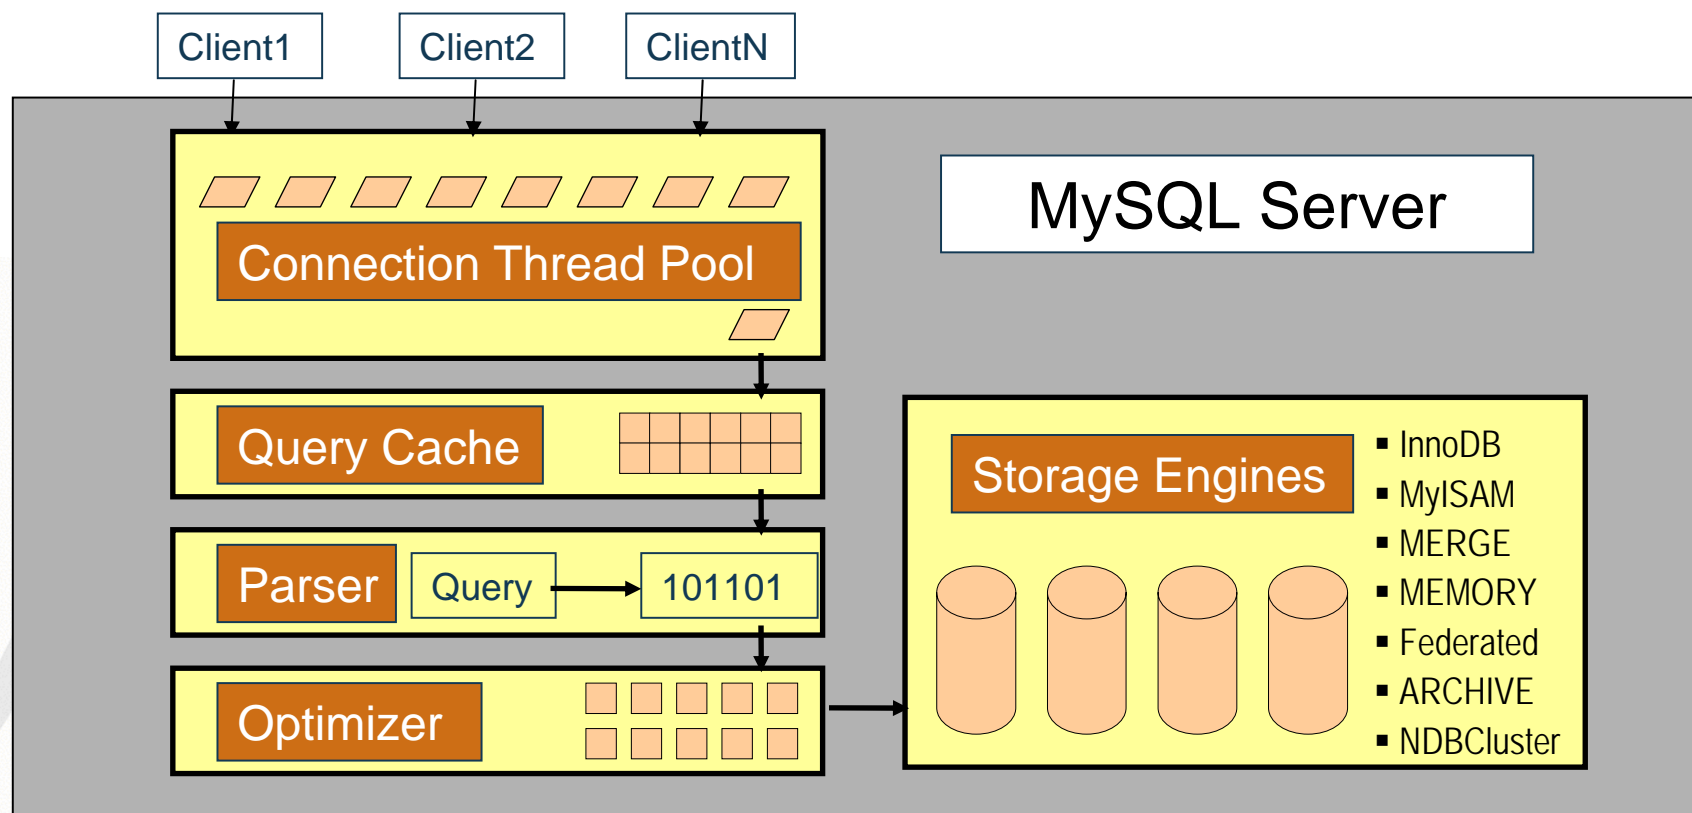 Client1
Client2
ClientN
MySQL Server
Connection Thread Pool
Query Cache
Parser
Query
101101
Optimizer
Storage Engines
▪ InnoDB
▪ MyISAM
▪ MERGE
▪ MEMORY
▪ Federated
▪ ARCHIVE
▪ NDBCluster